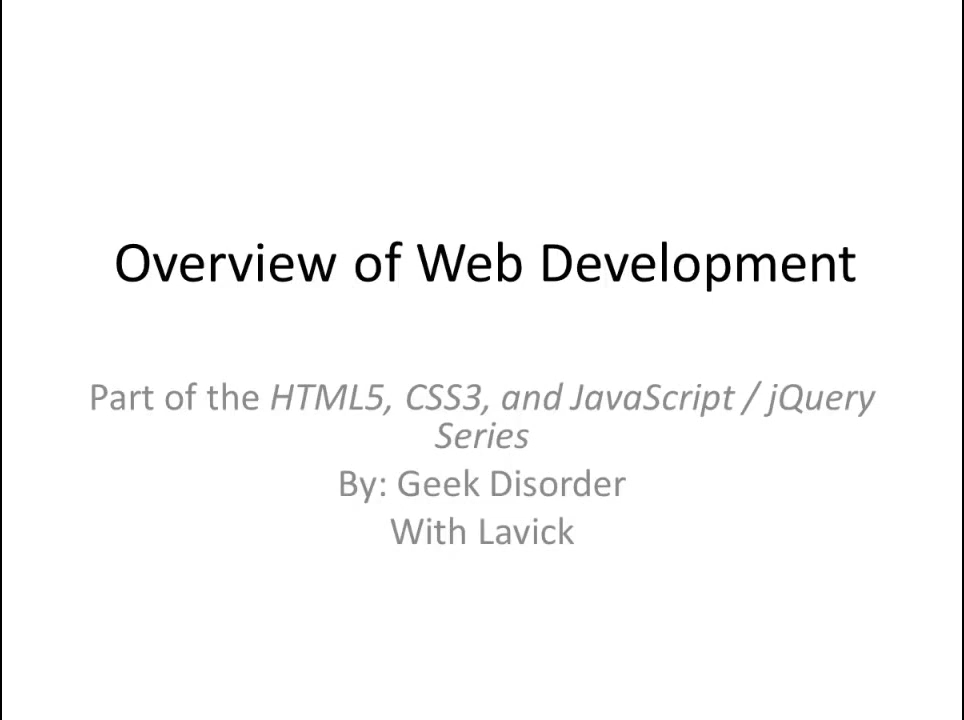 Overview of Web Development
Part of the HTML5, CSS3, and JavaScript / jQuery
Series
By: Geek Disorder
With Lavick